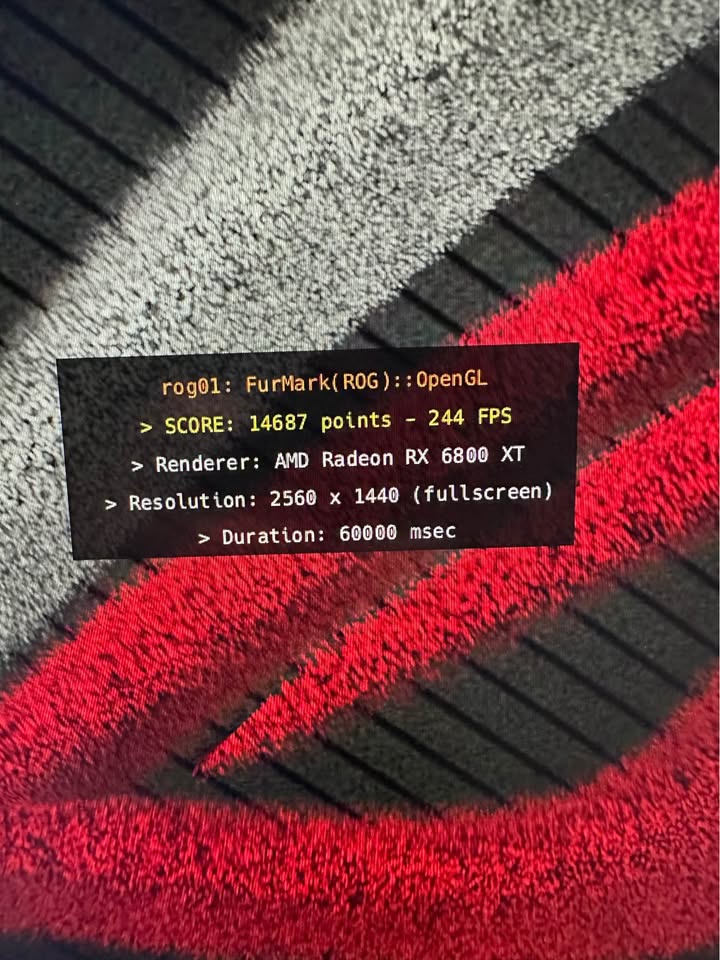 rog01: FurMark(ROG)::OpenGL
> SCORE: 14687 points - 244 FPS
> Renderer: AMD Radeon RX 6800 XT
> Resolution: 2560 x 1440 (fullscreen)
> Duration: 60000 msec